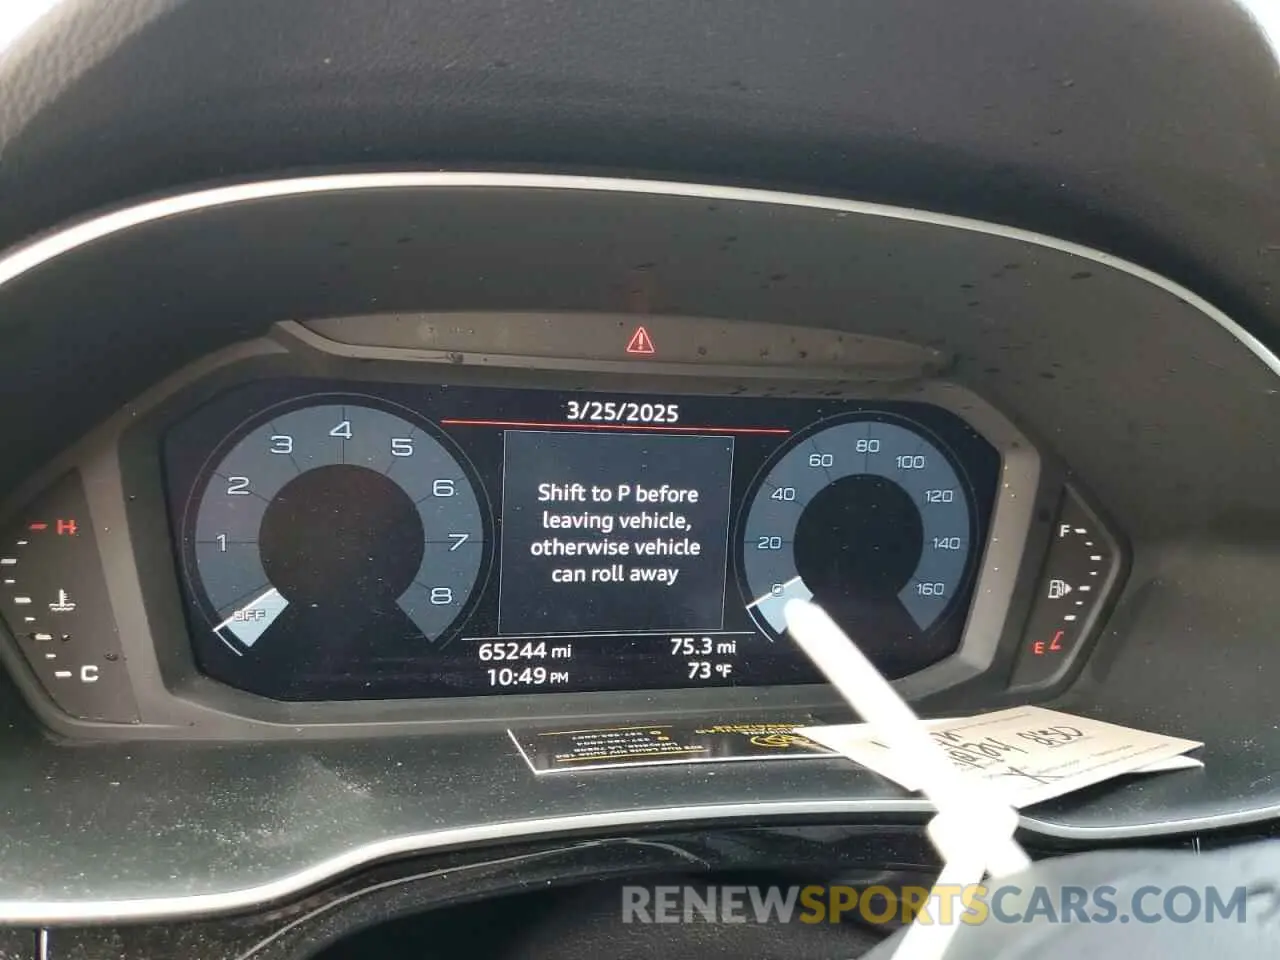 3/25/2025
Shift to P before
leaving vehicle,
otherwise vehicle
can roll away
65244 mi
75.3 mi
10:49 PM
73 °F
OFF
1
2
3
4
5
6
7
8
0
20
40
60
80
100
120
140
160
H
C
F
E
RENEWSPORTSCARS.COM